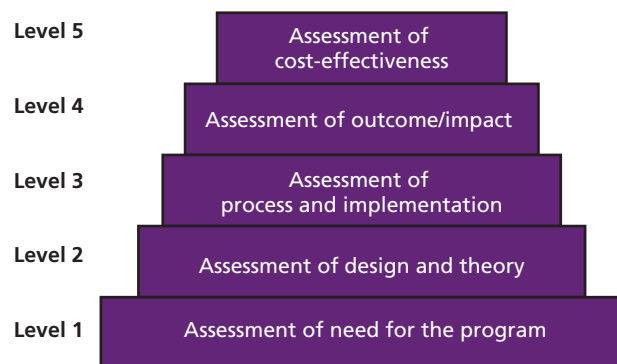 Level 5
Assessment of
cost-effectiveness
Level 4
Assessment of outcome/impact
Level 3
Assessment of
process and implementation
Level 2
Assessment of design and theory
Level 1
Assessment of need for the program